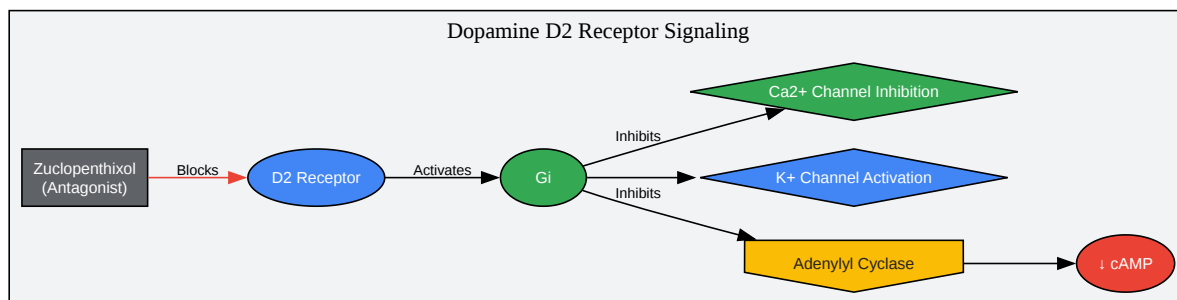 Dopamine D2 Receptor Signaling
Ca2+ Channel Inhibition
Inhibits
Zuclopenthixol
(Antagonist)
Blocks
D2 Receptor
Activates
Gi
K+ Channel Activation
Inhibits
Adenylyl Cyclase
↓ cAMP